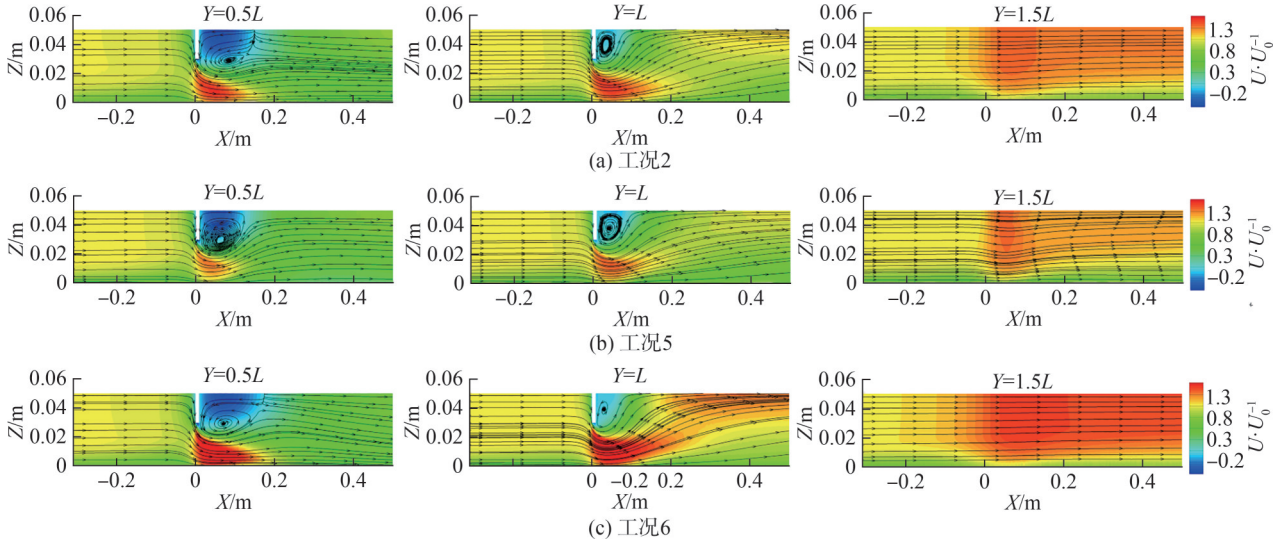 Y=0.5L Y=L Y=1.5L
Z/m 0.06 0.04 0.02 0 −0.2 0 0.2 0.4 X/m
Z/m 0.06 0.04 0.02 0 −0.2 0 0.2 0.4 X/m
Z/m 0.06 0.04 0.02 0 −0.2 0 0.2 0.4 X/m
1.3 0.8 0.3 −0.2 U·U₀⁻¹
(a) 工况2
Y=0.5L Y=L Y=1.5L
Z/m 0.06 0.04 0.02 0 −0.2 0 0.2 0.4 X/m
Z/m 0.06 0.04 0.02 0 −0.2 0 0.2 0.4 X/m
Z/m 0.06 0.04 0.02 0 −0.2 0 0.2 0.4 X/m
1.3 0.8 0.3 −0.2 U·U₀⁻¹
(b) 工况5
Y=0.5L Y=L Y=1.5L
Z/m 0.06 0.04 0.02 0 −0.2 0 0.2 0.4 X/m
Z/m 0.06 0.04 0.02 0 −0.2 0 −0.2 0.2 0.4 X/m
Z/m 0.06 0.04 0.02 0 −0.2 0 0.2 0.4 X/m
1.3 0.8 0.3 −0.2 U·U₀⁻¹
(c) 工况6